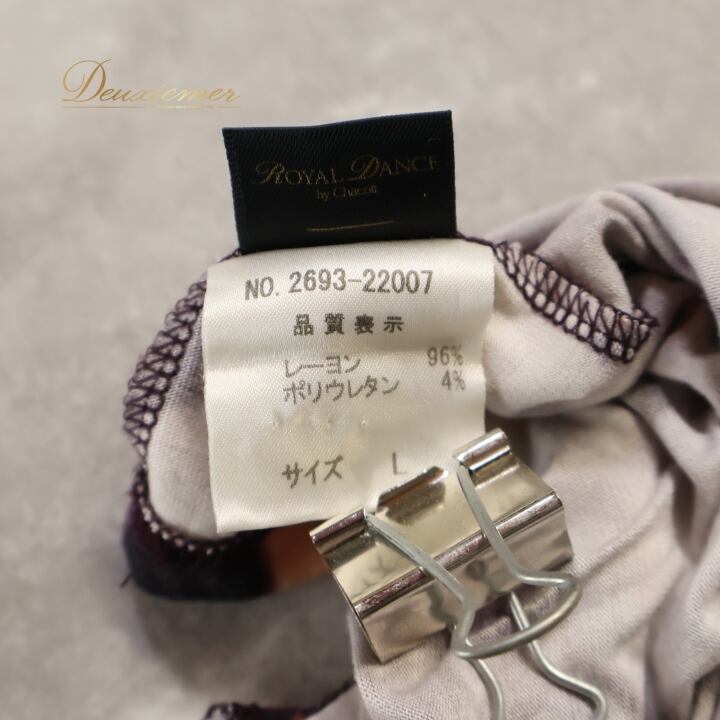 Deuxiemer
ROYAL DANCE
by Chacott
NO. 2693-22007
品質表示
レーヨン 96%
ポリウレタン 4%
サイズ L